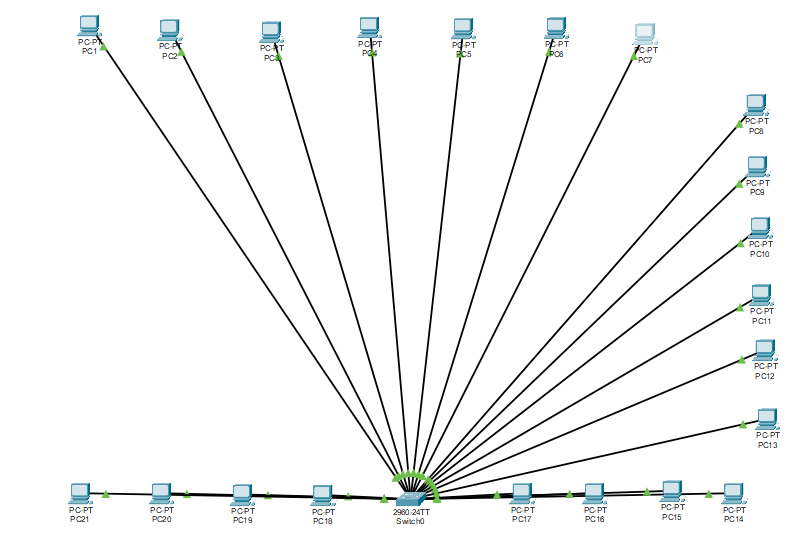 PC-PT
PC1
PC-PT
PC2
PC-PT
PC3
PC-PT
PC4
PC-PT
PC5
PC-PT
PC6
PC-PT
PC7
PC-PT
PC8
PC-PT
PC9
PC-PT
PC10
PC-PT
PC11
PC-PT
PC12
PC-PT
PC13
PC-PT
PC21
PC-PT
PC20
PC-PT
PC19
PC-PT
PC18
2960-24TT
Switch0
PC-PT
PC17
PC-PT
PC16
PC-PT
PC15
PC-PT
PC14